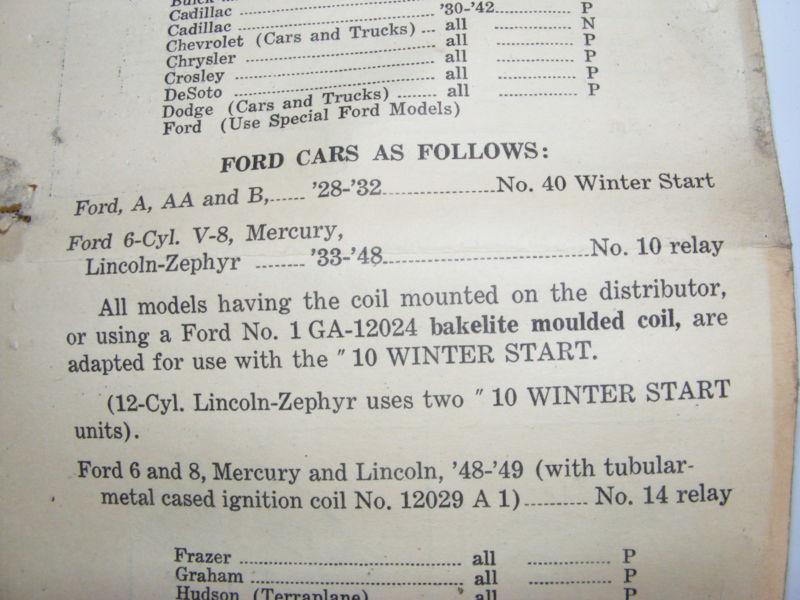 Buick
Cadillac
Cadillac ........ '30-'42........ P
Chevrolet (Cars and Trucks) ... all ........ N
Chrysler ........ all ........ P
Crosley ........ all ........ P
DeSoto ........ all ........ P
Dodge (Cars and Trucks) ........ all ........ P
Ford (Use Special Ford Models)
FORD CARS AS FOLLOWS:
Ford, A, AA and B,...... '28-'32........No. 40 Winter Start
Ford 6-Cyl. V-8, Mercury,
Lincoln-Zephyr ........ '33-'48........No. 10 relay
All models having the coil mounted on the distributor,
or using a Ford No. 1 GA-12024 bakelite moulded coil, are
adapted for use with the " 10 WINTER START.
(12-Cyl. Lincoln-Zephyr uses two " 10 WINTER START
units).
Ford 6 and 8, Mercury and Lincoln, '48-'49 (with tubular-
metal cased ignition coil No. 12029 A 1)........ No. 14 relay
Frazer ........ all ........ P
Graham ........ all ........ P
Hudson (Terraplane) ........ all ........ P